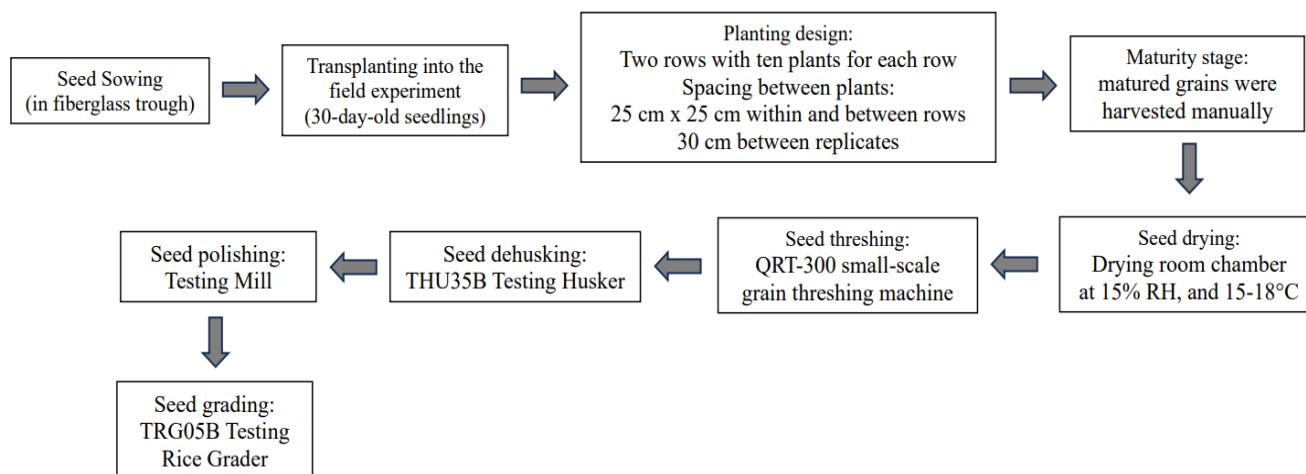 Seed Sowing
(in fiberglass trough)
Transplanting into the
field experiment
(30-day-old seedlings)
Planting design:
Two rows with ten plants for each row
Spacing between plants:
25 cm x 25 cm within and between rows
30 cm between replicates
Maturity stage:
matured grains were
harvested manually
Seed drying:
Drying room chamber
at 15% RH, and 15-18°C
Seed threshing:
QRT-300 small-scale
grain threshing machine
Seed dehusking:
THU35B Testing Husker
Seed polishing:
Testing Mill
Seed grading:
TRG05B Testing
Rice Grader